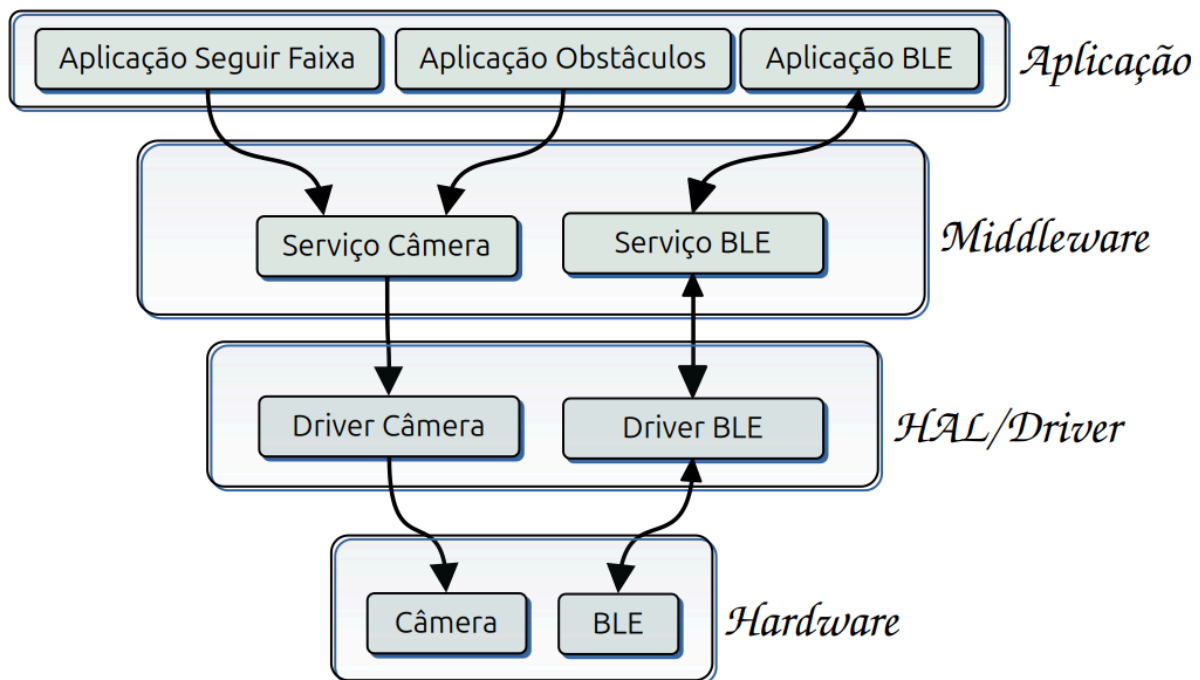 Aplicação Seguir Faixa
Aplicação Obstâculos
Aplicação BLE
Aplicação
Serviço Câmera
Serviço BLE
Middleware
Driver Câmera
Driver BLE
HAL/Driver
Câmera
BLE
Hardware